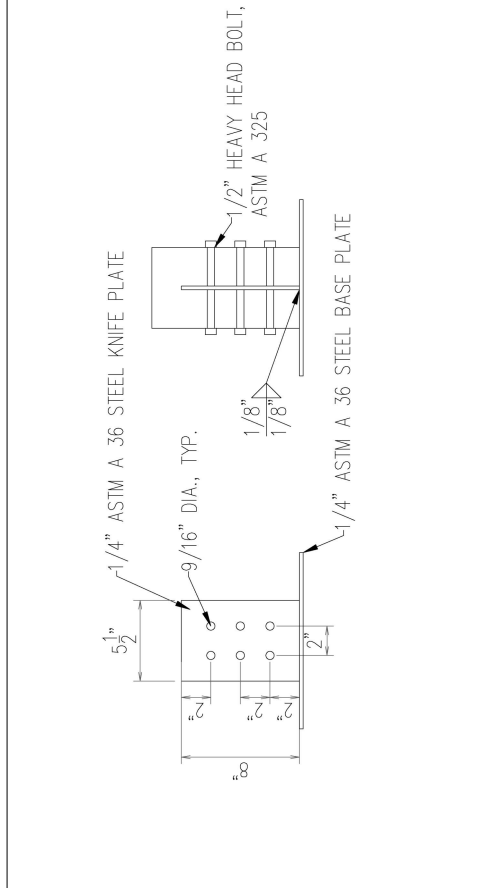 1/4" ASTM A 36 STEEL KNIFE PLATE
5 1/2"
9/16" DIA., TYP.
2"
2"
2"
8"
2"
1/4" ASTM A 36 STEEL BASE PLATE
1/2" HEAVY HEAD BOLT,
ASTM A 325
1/8"
1/8"